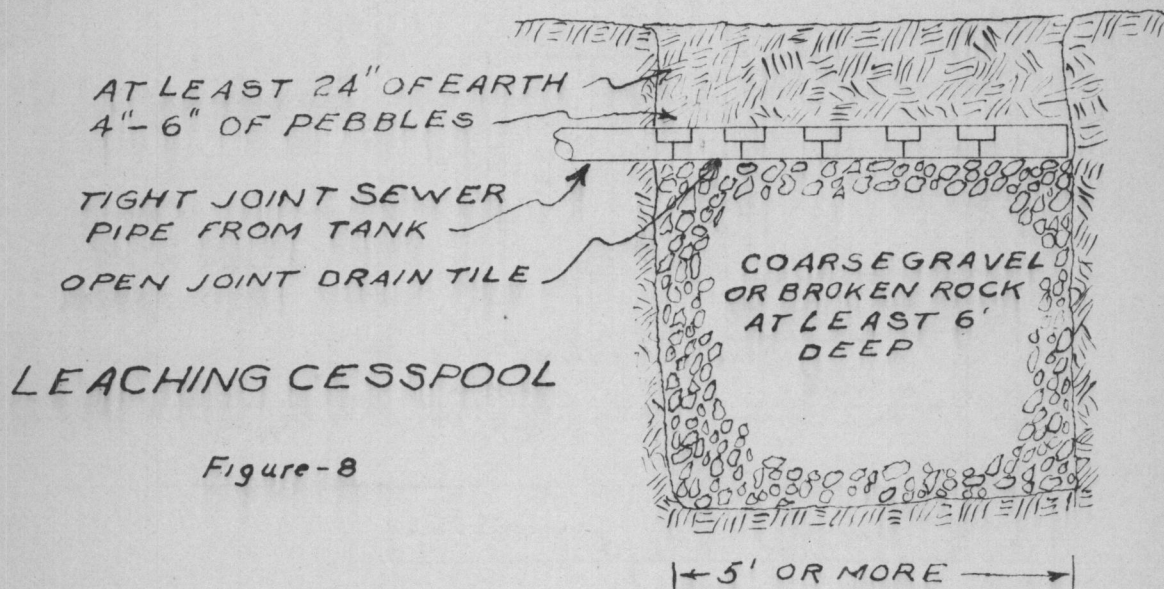 AT LEAST 24" OF EARTH
4"-6" OF PEBBLES
TIGHT JOINT SEWER
PIPE FROM TANK
OPEN JOINT DRAIN TILE
COARSE GRAVEL
OR BROKEN ROCK
AT LEAST 6'
DEEP
LEACHING CESSPOOL
Figure-8
5' OR MORE